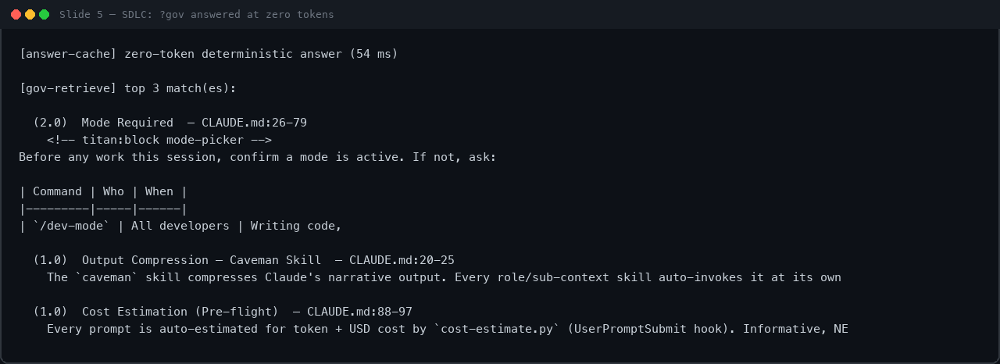 Slide 5 — SDLC: ?gov answered at zero tokens
[answer-cache] zero-token deterministic answer (54 ms)
[gov-retrieve] top 3 match(es):
(2.0)  Mode Required  — CLAUDE.md:26-79
<!-- titan:block mode-picker -->
Before any work this session, confirm a mode is active. If not, ask:
| Command | Who | When |
|---------|-----|------|
| `/dev-mode` | All developers | Writing code,
(1.0)  Output Compression — Caveman Skill  — CLAUDE.md:20-25
The `caveman` skill compresses Claude's narrative output. Every role/sub-context skill auto-invokes it at its own
(1.0)  Cost Estimation (Pre-flight)  — CLAUDE.md:88-97
Every prompt is auto-estimated for token + USD cost by `cost-estimate.py` (UserPromptSubmit hook). Informative, NE